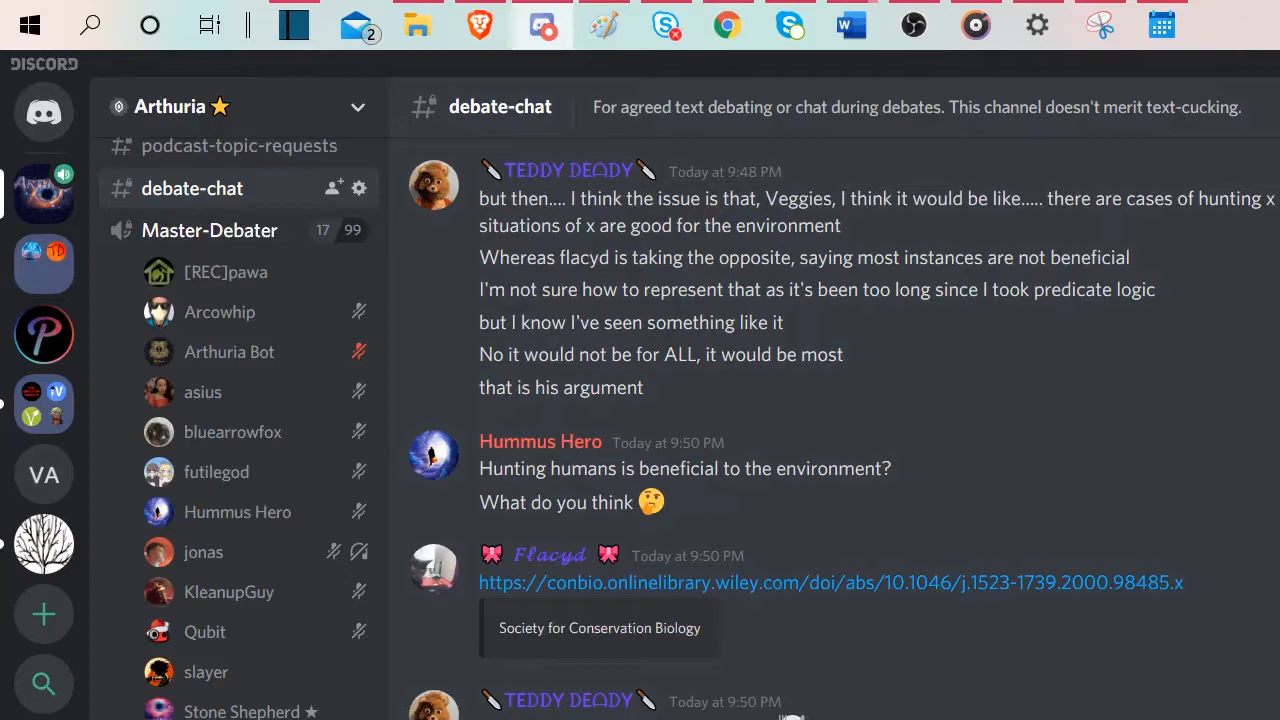 2
DISCORD
Arthuria
debate-chat
For agreed text debating or chat during debates. This channel doesn't merit text-cucking.
podcast-topic-requests
debate-chat
Master-Debater 17 99
[REC]pawa
Arcowhip
Arthuria Bot
asius
bluearrowfox
futilegod
Hummus Hero
jonas
KleanupGuy
Qubit
slayer
Stone Shepherd ★
VA
TEDDY DEADY Today at 9:48 PM
but then.... I think the issue is that, Veggies, I think it would be like..... there are cases of hunting x
situations of x are good for the environment
Whereas flacyd is taking the opposite, saying most instances are not beneficial
I'm not sure how to represent that as it's been too long since I took predicate logic
but I know I've seen something like it
No it would not be for ALL, it would be most
that is his argument
Hummus Hero Today at 9:50 PM
Hunting humans is beneficial to the environment?
What do you think 🤔
🎀 𝓕𝓵𝓪𝓬𝔂𝓭 🎀 Today at 9:50 PM
https://conbio.onlinelibrary.wiley.com/doi/abs/10.1046/j.1523-1739.2000.98485.x
Society for Conservation Biology
TEDDY DEADY Today at 9:50 PM